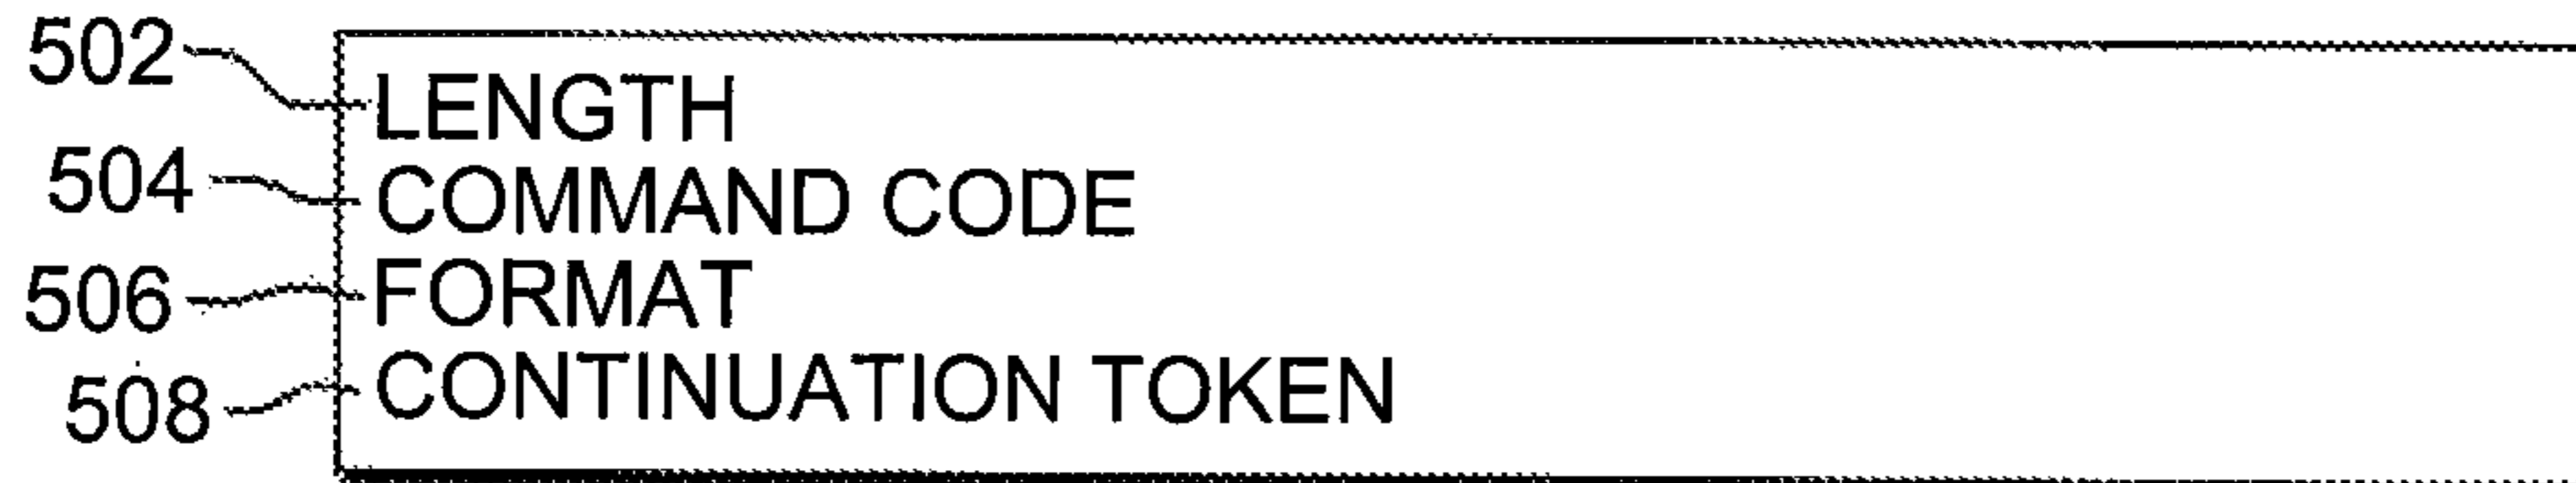 502 LENGTH
504 COMMAND CODE
506 FORMAT
508 CONTINUATION TOKEN